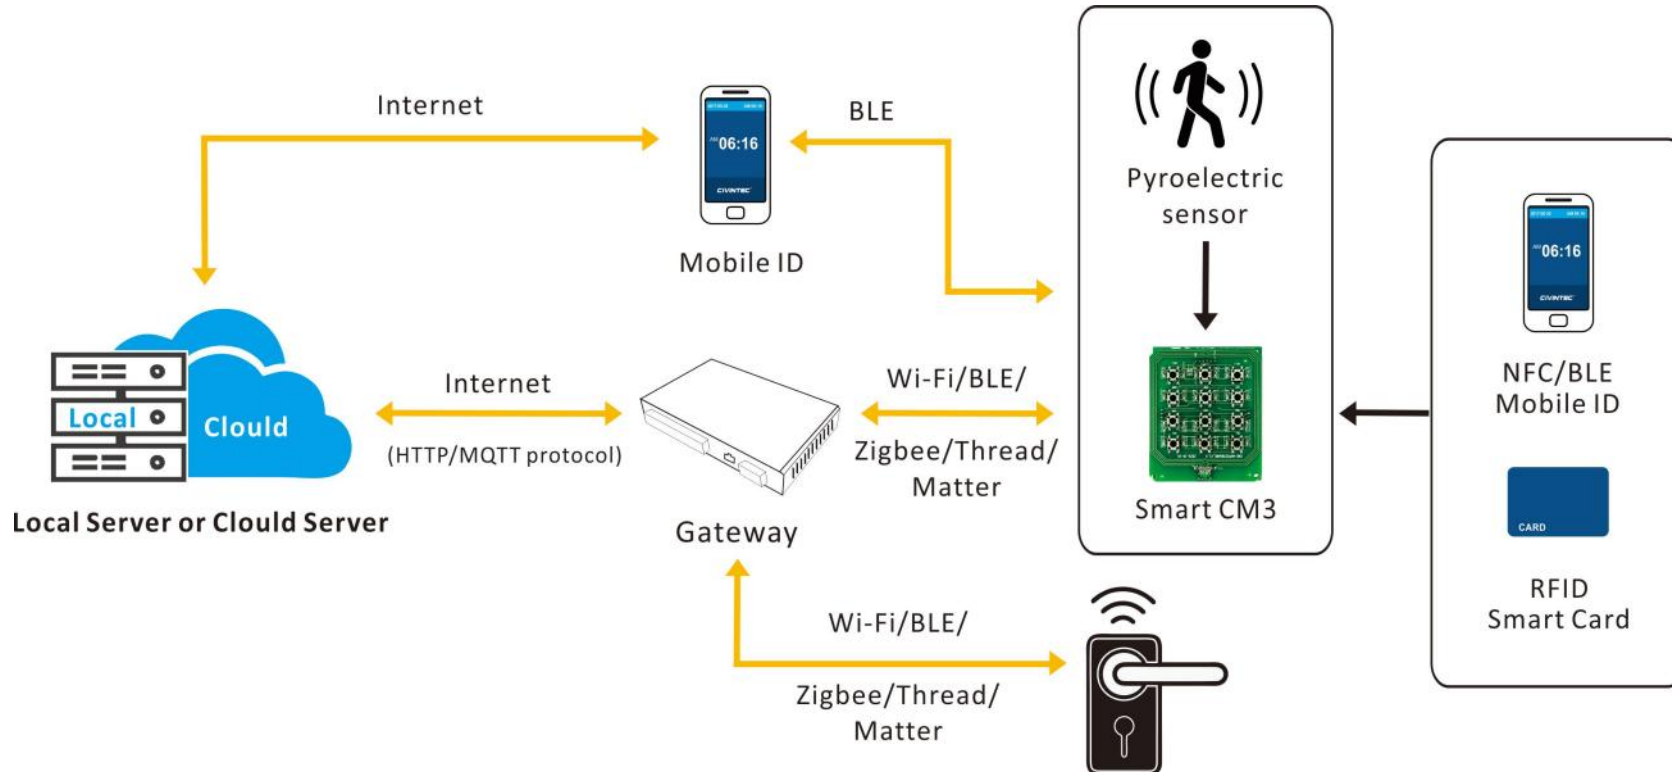 Internet
BLE
06:16
CIVINTEC
Mobile ID
Pyroelectric
sensor
06:16
CIVINTEC
NFC/BLE
Mobile ID
Local
Clould
Internet
(HTTP/MQTT protocol)
Wi-Fi/BLE/
Zigbee/Thread/
Matter
Smart CM3
CARD
RFID
Smart Card
Local Server or Clould Server
Gateway
Wi-Fi/BLE/
Zigbee/Thread/
Matter